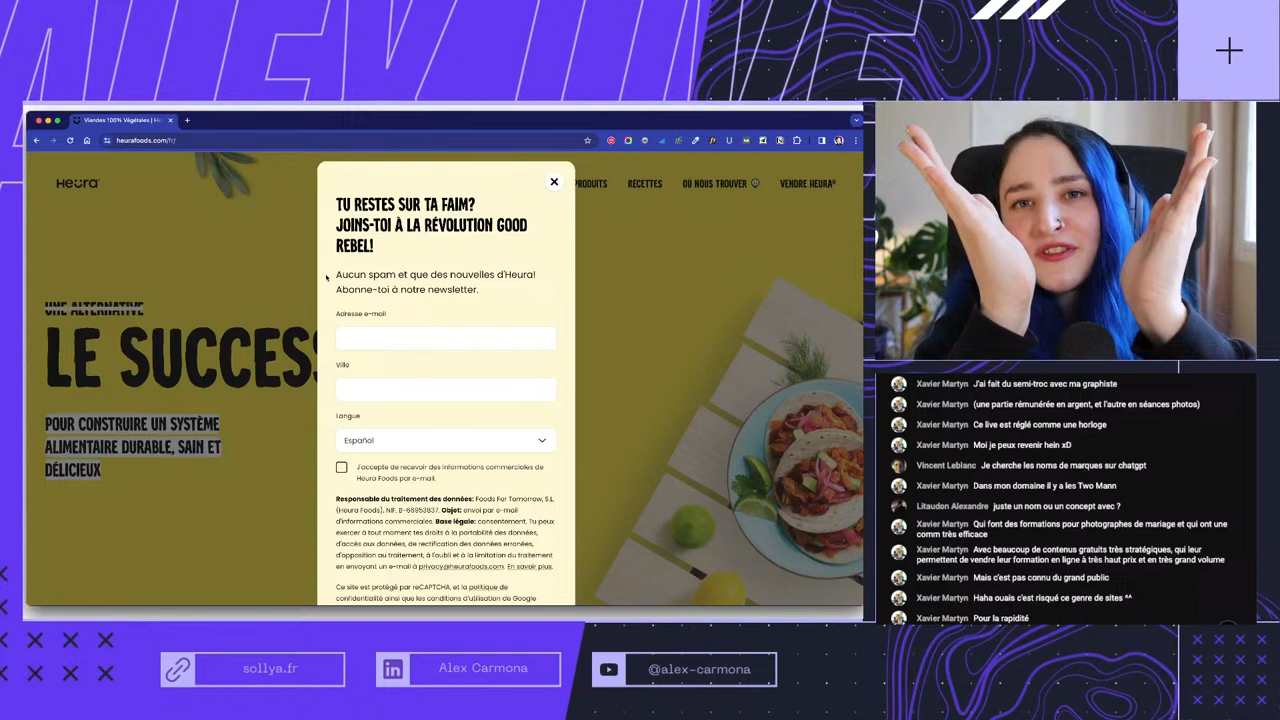 Viandes 100% Végétales | He
heurafoods.com/fr/
Heura
PRODUITS
RECETTES
OÙ NOUS TROUVER
VENDRE HEURA®
UNE ALTERNATIVE
LE SUCCES
POUR CONSTRUIRE UN SYSTÈME
ALIMENTAIRE DURABLE, SAIN ET
DÉLICIEUX
TU RESTES SUR TA FAIM?
JOINS-TOI À LA RÉVOLUTION GOOD
REBEL!
Aucun spam et que des nouvelles d'Heura!
Abonne-toi à notre newsletter.
Adresse e-mail
Ville
Langue
Español
J'accepte de recevoir des informations commerciales de
Heura Foods par e-mail.
Responsable du traitement des données: Foods For Tomorrow, S.L.
(Heura Foods), NIF. B-66953837. Objet: envoi par e-mail
d'informations commerciales. Base légale: consentement. Tu peux
exercer à tout moment tes droits à la portabilité des données,
d'accès aux données, de rectification des données erronées,
d'opposition au traitement, à l'oubli et à la limitation du traitement
en envoyant un e-mail à privacy@heurafoods.com. En savoir plus.
Ce site est protégé par reCAPTCHA, et la politique de
confidentialité ainsi que les conditions d'utilisation de Google
Xavier Martyn J'ai fait du semi-troc avec ma graphiste
Xavier Martyn (une partie rémunérée en argent, et l'autre en séances photos)
Xavier Martyn Ce live est réglé comme une horloge
Xavier Martyn Moi je peux revenir hein xD
Vincent Leblanc Je cherche les noms de marques sur chatgpt
Xavier Martyn Dans mon domaine il y a les Two Mann
Litaudon Alexandre juste un nom ou un concept avec ?
Xavier Martyn Qui font des formations pour photographes de mariage et qui ont une
comm très efficace
Xavier Martyn Avec beaucoup de contenus gratuits très stratégiques, qui leur
permettent de vendre leur formation en ligne à très haut prix et en très grand volume
Xavier Martyn Mais c'est pas connu du grand public
Xavier Martyn Haha ouais c'est risqué ce genre de sites ^^
Xavier Martyn Pour la rapidité
sollya.fr
Alex Carmona
@alex-carmona